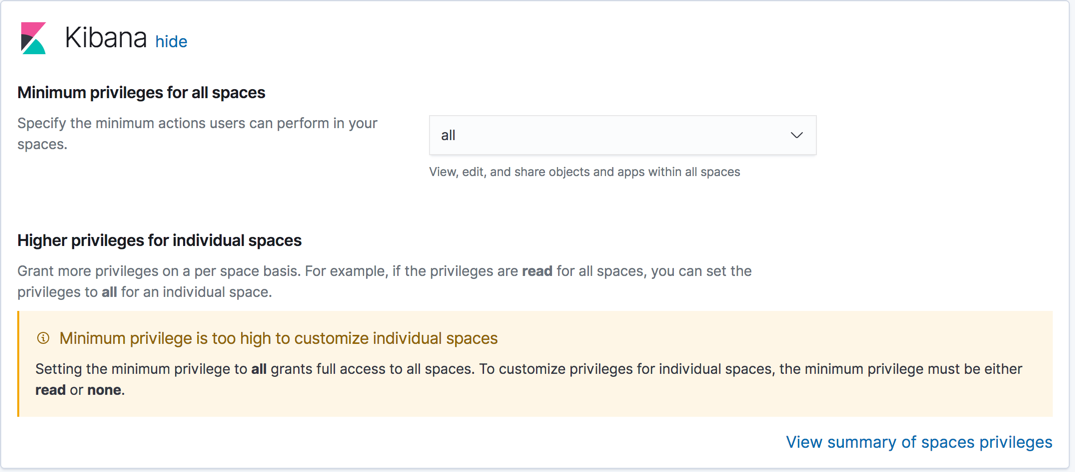 Kibana hide
Minimum privileges for all spaces
Specify the minimum actions users can perform in your
spaces.
all
View, edit, and share objects and apps within all spaces
Higher privileges for individual spaces
Grant more privileges on a per space basis. For example, if the privileges are read for all spaces, you can set the
privileges to all for an individual space.
Minimum privilege is too high to customize individual spaces
Setting the minimum privilege to all grants full access to all spaces. To customize privileges for individual spaces, the minimum privilege must be either
read or none.
View summary of spaces privileges